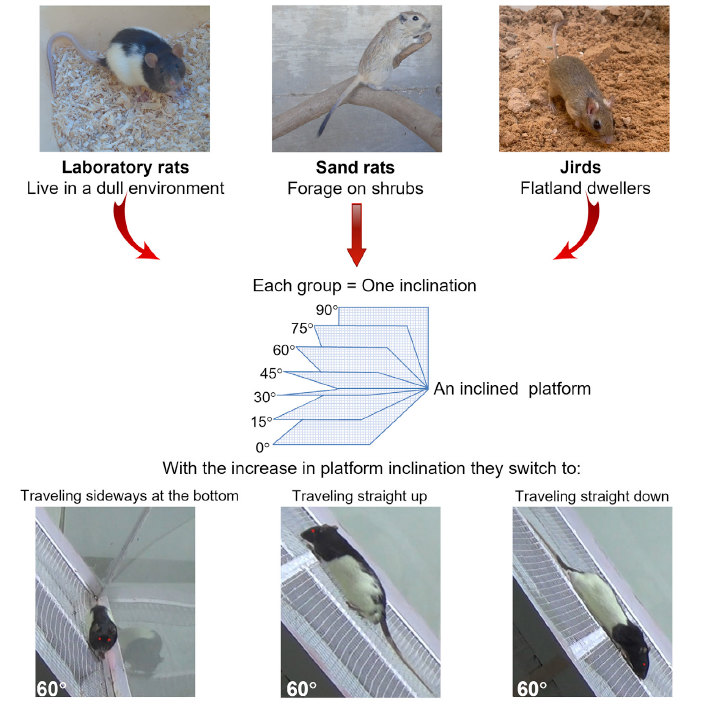 Laboratory rats
Live in a dull environment
Sand rats
Forage on shrubs
Jirds
Flatland dwellers
Each group = One inclination
90°
75°
60°
45°
30°
15°
0°
An inclined platform
With the increase in platform inclination they switch to:
Traveling sideways at the bottom
Traveling straight up
Traveling straight down
60°
60°
60°